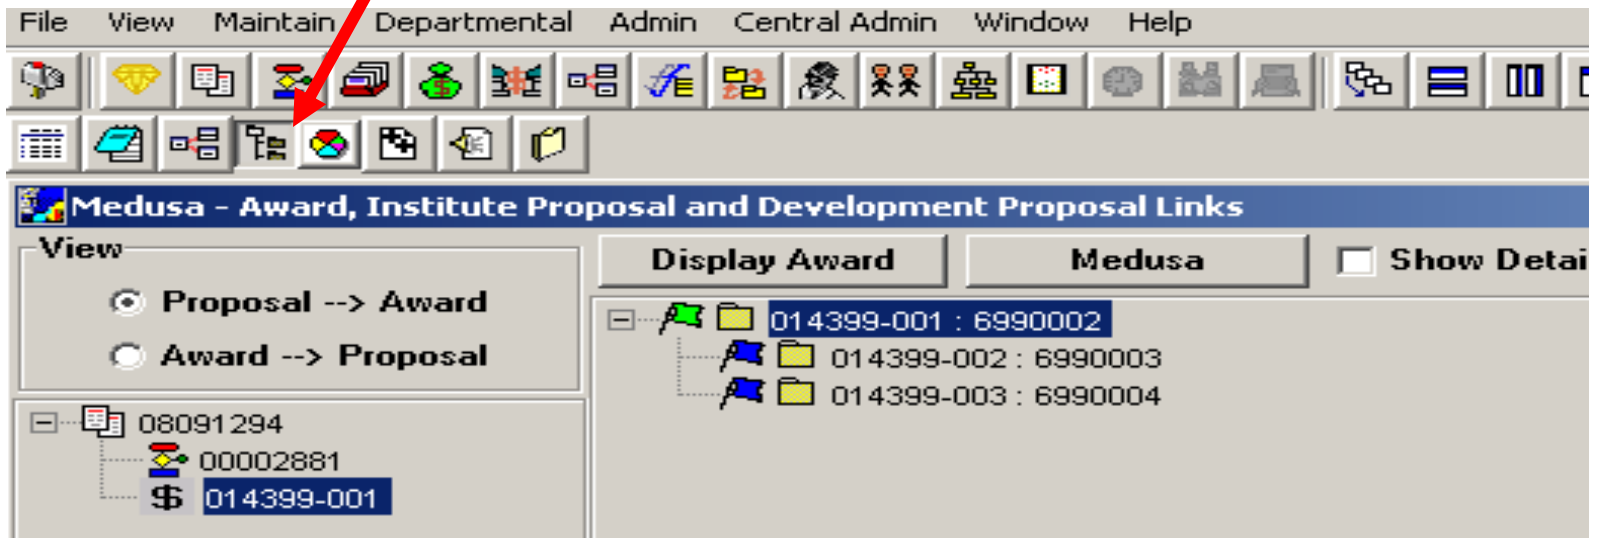 File View Maintain Departmental Admin Central Admin Window Help
Medusa - Award, Institute Proposal and Development Proposal Links
View
Display Award Medusa Show Detai
Proposal --> Award
Award --> Proposal
014399-001 : 6990002
014399-002 : 6990003
014399-003 : 6990004
08091294
00002881
$ 014399-001